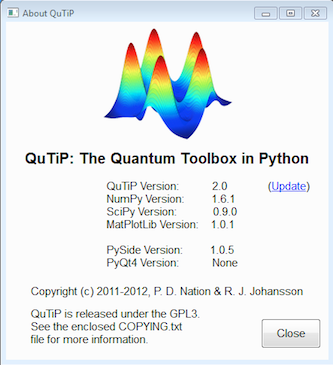 About QuTiP
QuTiP: The Quantum Toolbox in Python
QuTiP Version: 2.0 (Update)
NumPy Version: 1.6.1
SciPy Version: 0.9.0
MatPlotLib Version: 1.0.1
PySide Version: 1.0.5
PyQt4 Version: None
Copyright (c) 2011-2012, P. D. Nation & R. J. Johansson
QuTiP is released under the GPL3.
See the enclosed COPYING.txt
file for more information.
Close